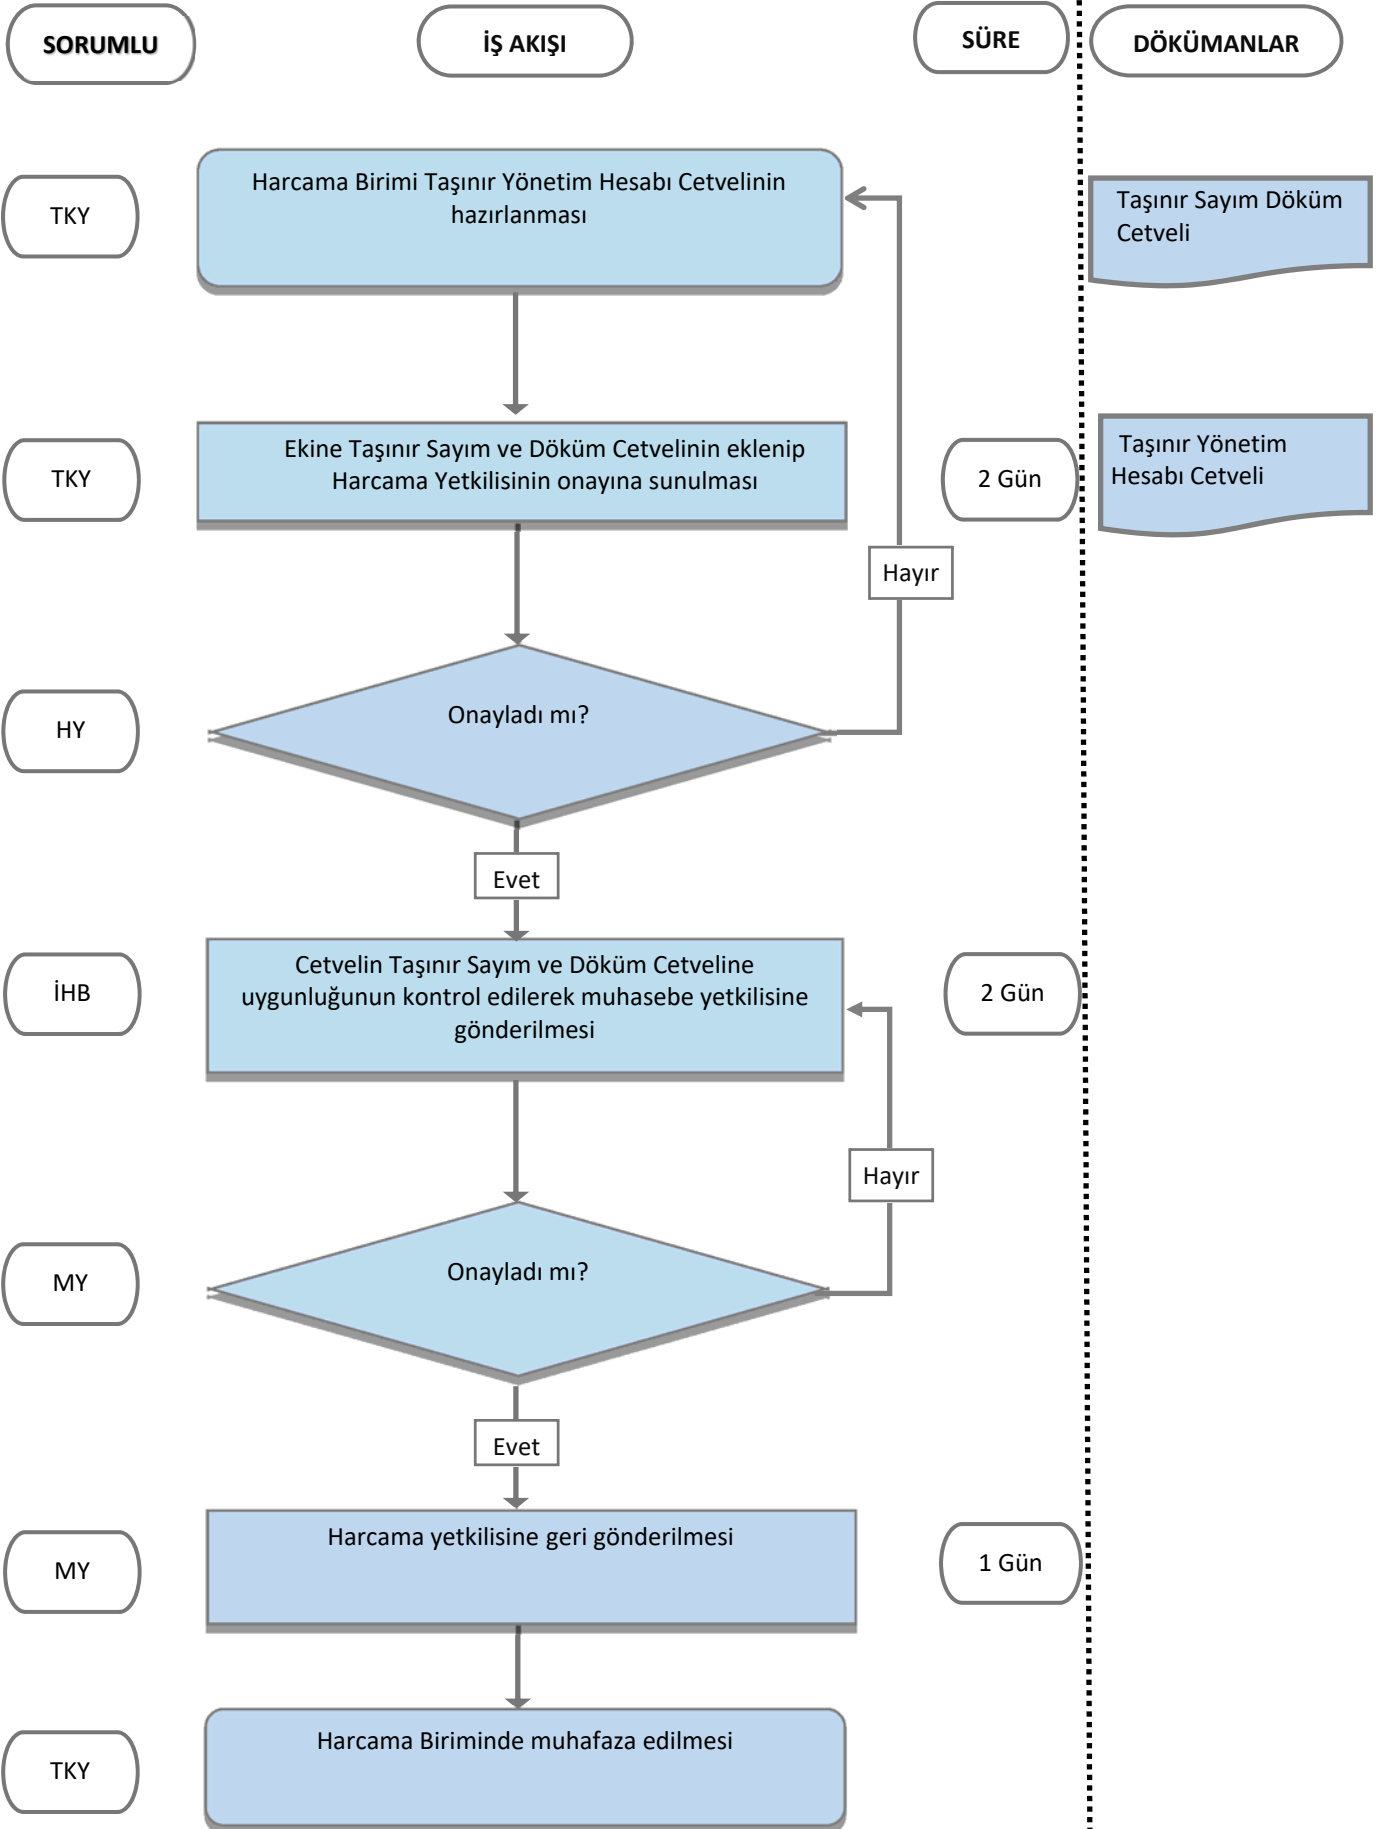 SORUMLU
İŞ AKIŞI
SÜRE
DÖKÜMANLAR
TKY
Harcama Birimi Taşınır Yönetim Hesabı Cetvelinin
hazırlanması
Taşınır Sayım Döküm
Cetveli
TKY
Ekine Taşınır Sayım ve Döküm Cetvelinin eklenip
Harcama Yetkilisinin onayına sunulması
2 Gün
Taşınır Yönetim
Hesabı Cetveli
Hayır
HY
Onayladı mı?
Evet
İHB
Cetvelin Taşınır Sayım ve Döküm Cetveline
uygunluğunun kontrol edilerek muhasebe yetkilisine
gönderilmesi
2 Gün
Hayır
MY
Onayladı mı?
Evet
MY
Harcama yetkilisine geri gönderilmesi
1 Gün
TKY
Harcama Biriminde muhafaza edilmesi